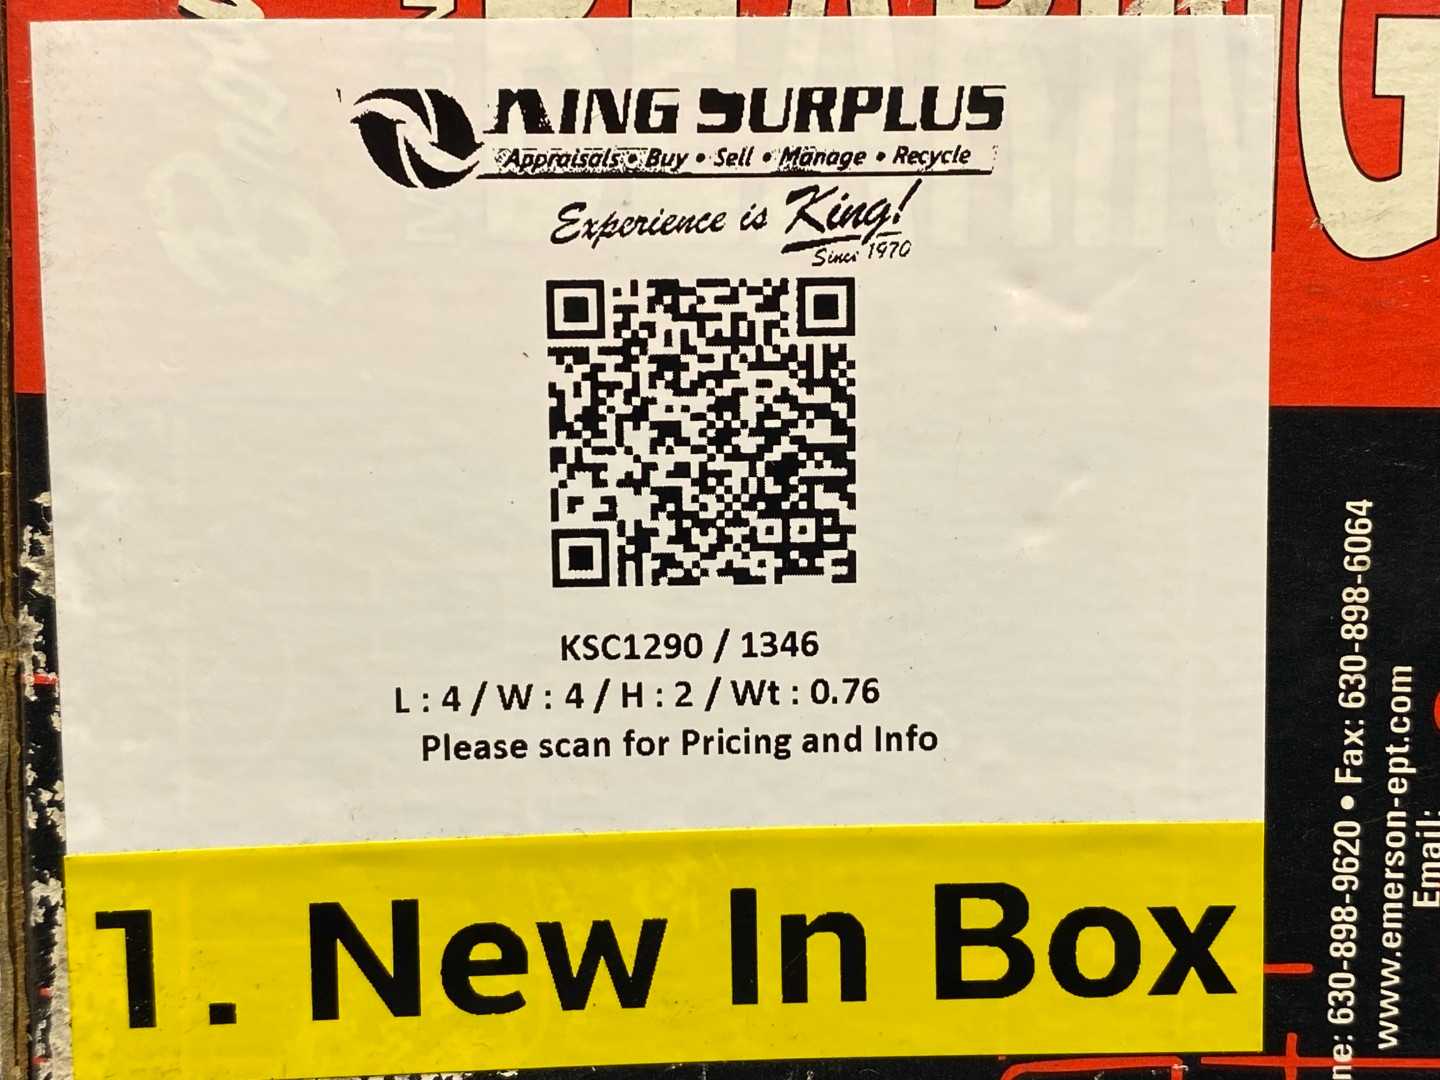 BEARING
KING SURPLUS
Appraisals • Buy • Sell • Manage • Recycle
Experience is King!
Since 1970
KSC1290 / 1346
L : 4 / W : 4 / H : 2 / Wt : 0.76
Please scan for Pricing and Info
1. New In Box
ne: 630-898-9620 • Fax: 630-898-6064
www.emerson-ept.com
Email: